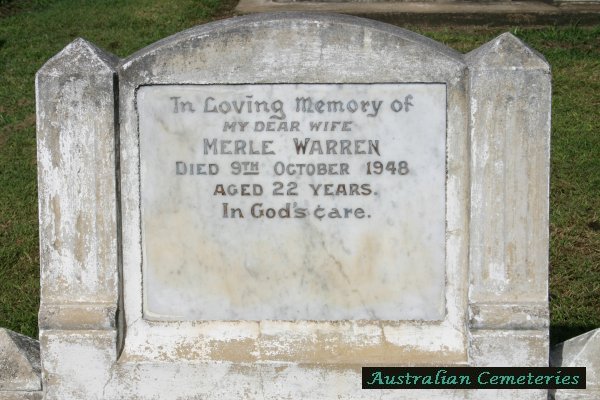 In Loving Memory of
MY DEAR WIFE
MERLE WARREN
DIED 9TH OCTOBER 1948
AGED 22 YEARS.
In God's care.
Australian Cemeteries